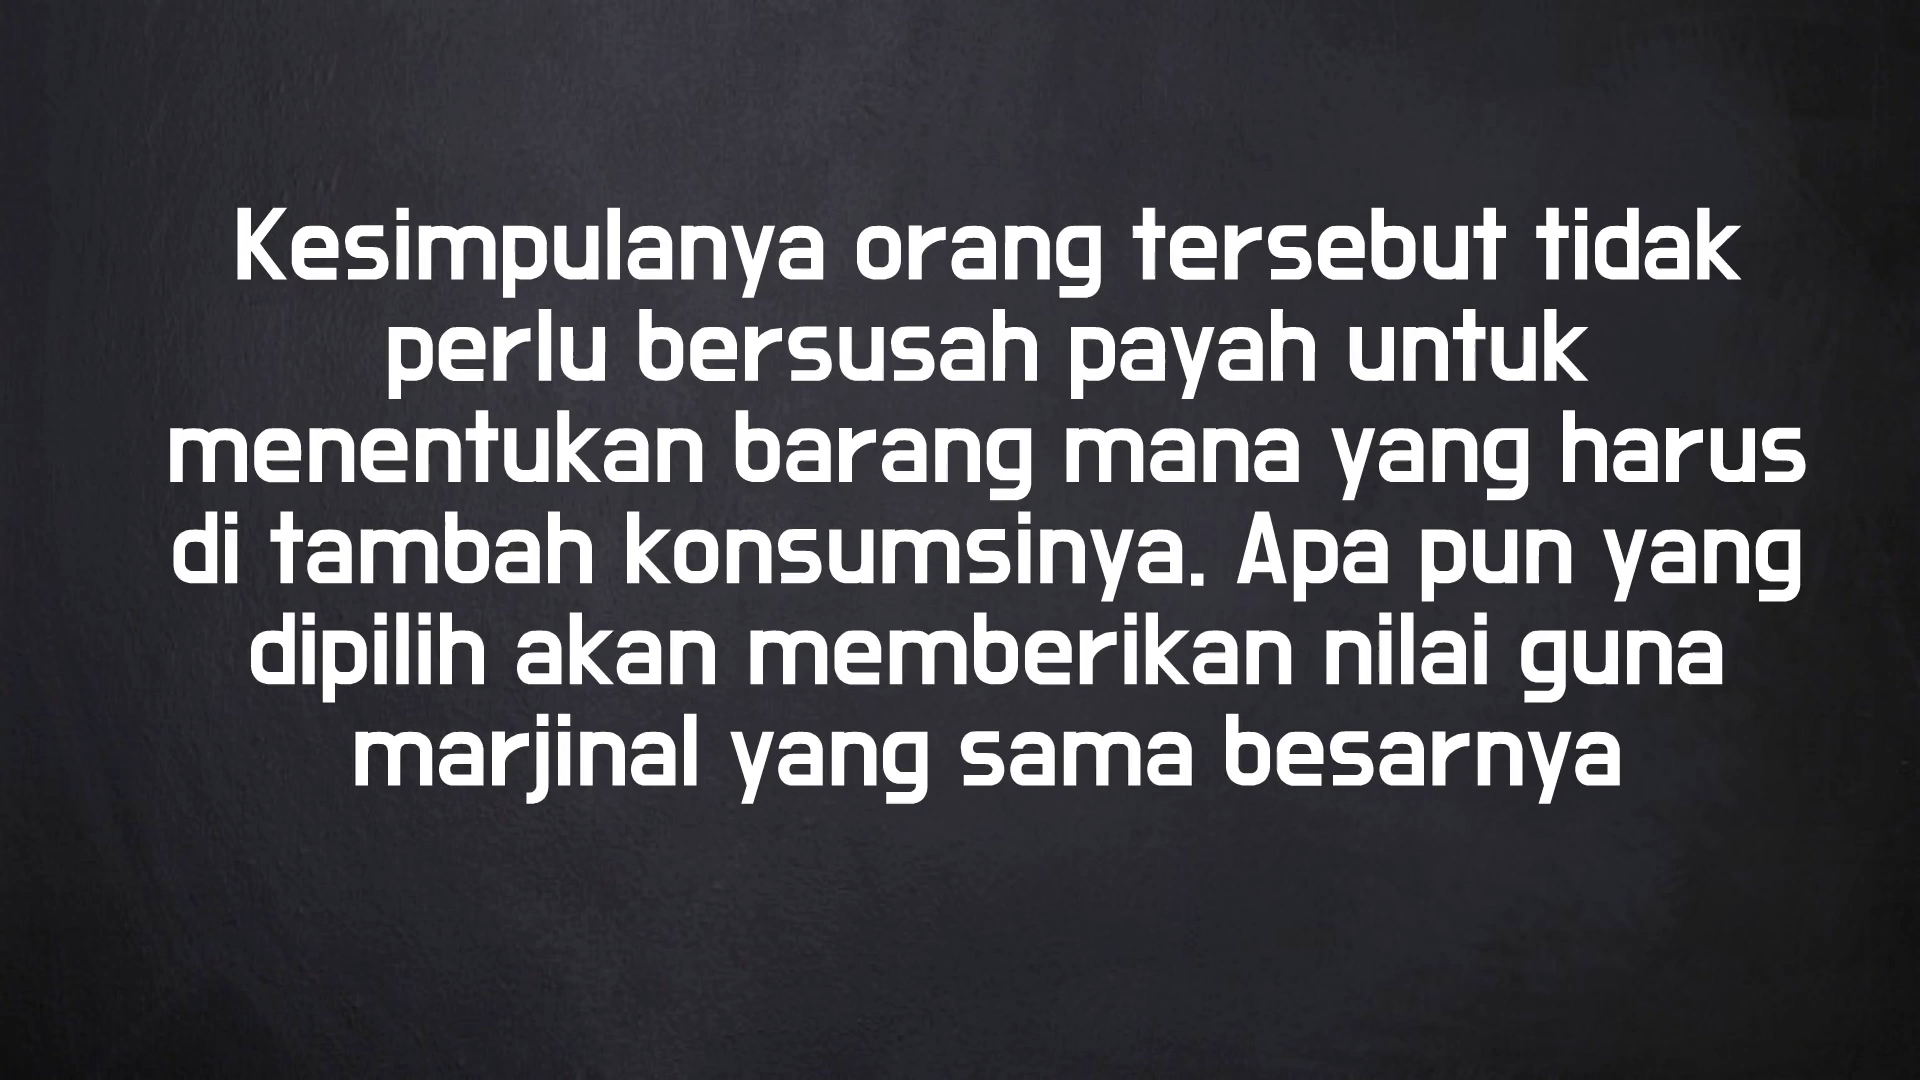 Kesimpulanya orang tersebut tidak
perlu bersusah payah untuk
menentukan barang mana yang harus
di tambah konsumsinya. Apa pun yang
dipilih akan memberikan nilai guna
marjinal yang sama besarnya